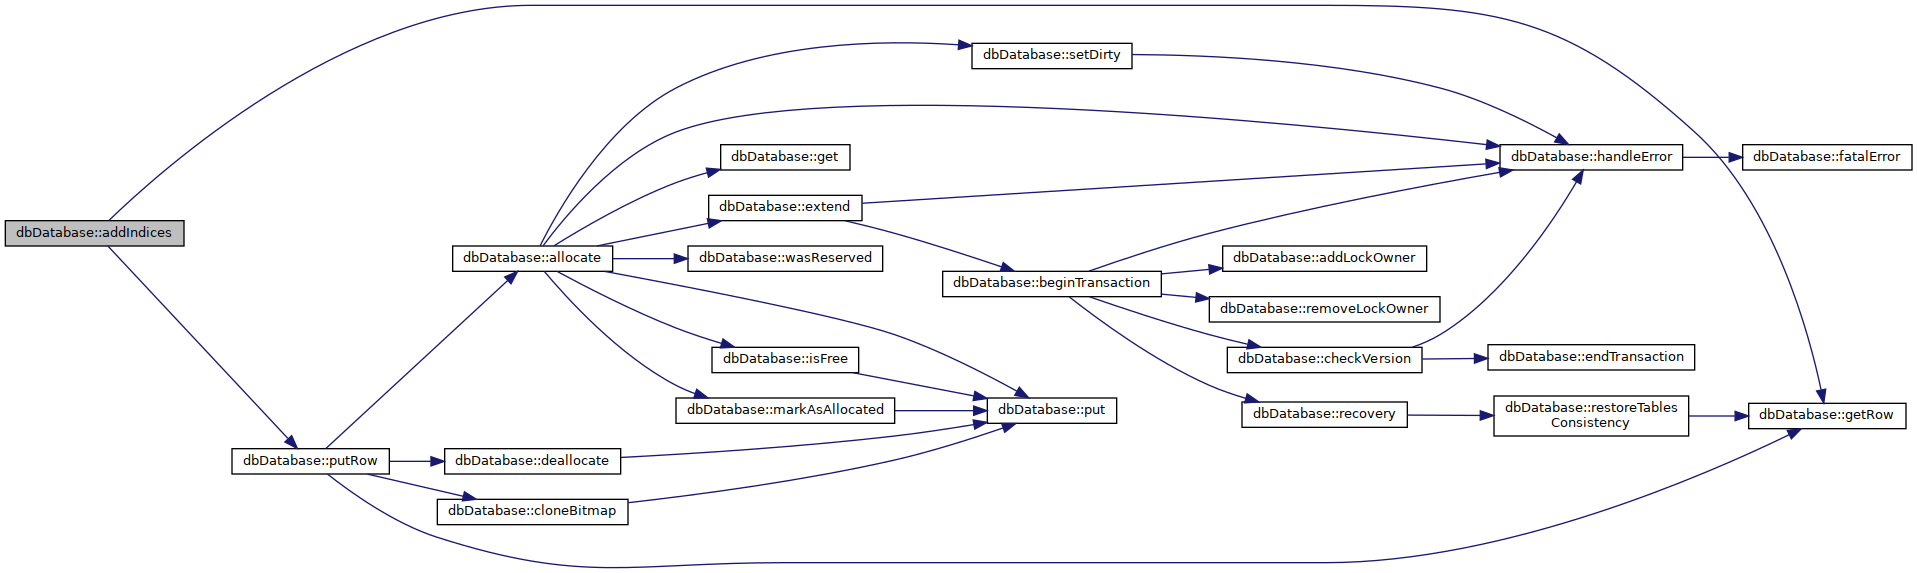 dbDatabase::addIndices
dbDatabase::putRow
dbDatabase::allocate
dbDatabase::deallocate
dbDatabase::cloneBitmap
dbDatabase::get
dbDatabase::extend
dbDatabase::wasReserved
dbDatabase::isFree
dbDatabase::markAsAllocated
dbDatabase::setDirty
dbDatabase::beginTransaction
dbDatabase::put
dbDatabase::addLockOwner
dbDatabase::removeLockOwner
dbDatabase::checkVersion
dbDatabase::recovery
dbDatabase::handleError
dbDatabase::endTransaction
dbDatabase::restoreTables
Consistency
dbDatabase::fatalError
dbDatabase::getRow